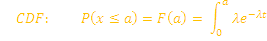 CDF: P(x ≤ a) = F(a) = ∫₀ᵃ λe^{−λt}